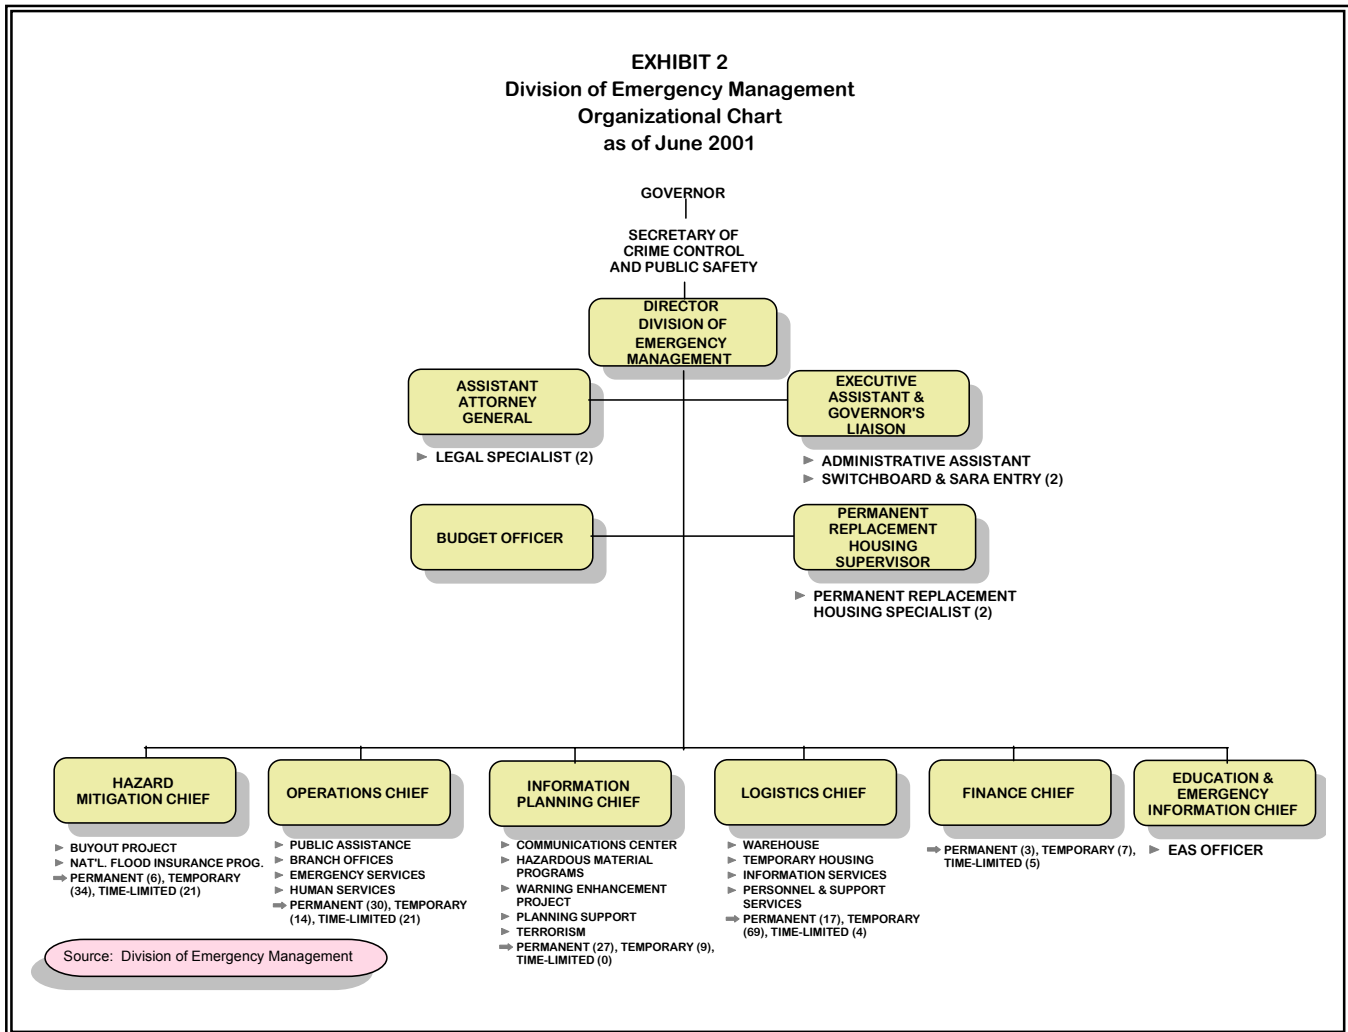 EXHIBIT 2
Division of Emergency Management
Organizational Chart
as of June 2001
GOVERNOR
SECRETARY OF
CRIME CONTROL
AND PUBLIC SAFETY
DIRECTOR
DIVISION OF
EMERGENCY
MANAGEMENT
ASSISTANT
ATTORNEY
GENERAL
LEGAL SPECIALIST (2)
EXECUTIVE
ASSISTANT &
GOVERNOR'S
LIAISON
ADMINISTRATIVE ASSISTANT
SWITCHBOARD & SARA ENTRY (2)
BUDGET OFFICER
PERMANENT
REPLACEMENT
HOUSING
SUPERVISOR
PERMANENT REPLACEMENT
HOUSING SPECIALIST (2)
HAZARD
MITIGATION CHIEF
BUYOUT PROJECT
NAT'L. FLOOD INSURANCE PROG.
PERMANENT (6), TEMPORARY
(34), TIME-LIMITED (21)
OPERATIONS CHIEF
PUBLIC ASSISTANCE
BRANCH OFFICES
EMERGENCY SERVICES
HUMAN SERVICES
PERMANENT (30), TEMPORARY
(14), TIME-LIMITED (21)
INFORMATION
PLANNING CHIEF
COMMUNICATIONS CENTER
HAZARDOUS MATERIAL
PROGRAMS
WARNING ENHANCEMENT
PROJECT
PLANNING SUPPORT
TERRORISM
PERMANENT (27), TEMPORARY (9),
TIME-LIMITED (0)
LOGISTICS CHIEF
WAREHOUSE
TEMPORARY HOUSING
INFORMATION SERVICES
PERSONNEL & SUPPORT
SERVICES
PERMANENT (17), TEMPORARY
(69), TIME-LIMITED (4)
FINANCE CHIEF
PERMANENT (3), TEMPORARY (7),
TIME-LIMITED (5)
EDUCATION &
EMERGENCY
INFORMATION CHIEF
EAS OFFICER
Source: Division of Emergency Management